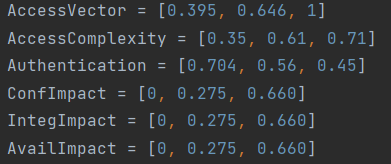 AccessVector = [0.395, 0.646, 1]
AccessComplexity = [0.35, 0.61, 0.71]
Authentication = [0.704, 0.56, 0.45]
ConfImpact = [0, 0.275, 0.660]
IntegImpact = [0, 0.275, 0.660]
AvailImpact = [0, 0.275, 0.660]